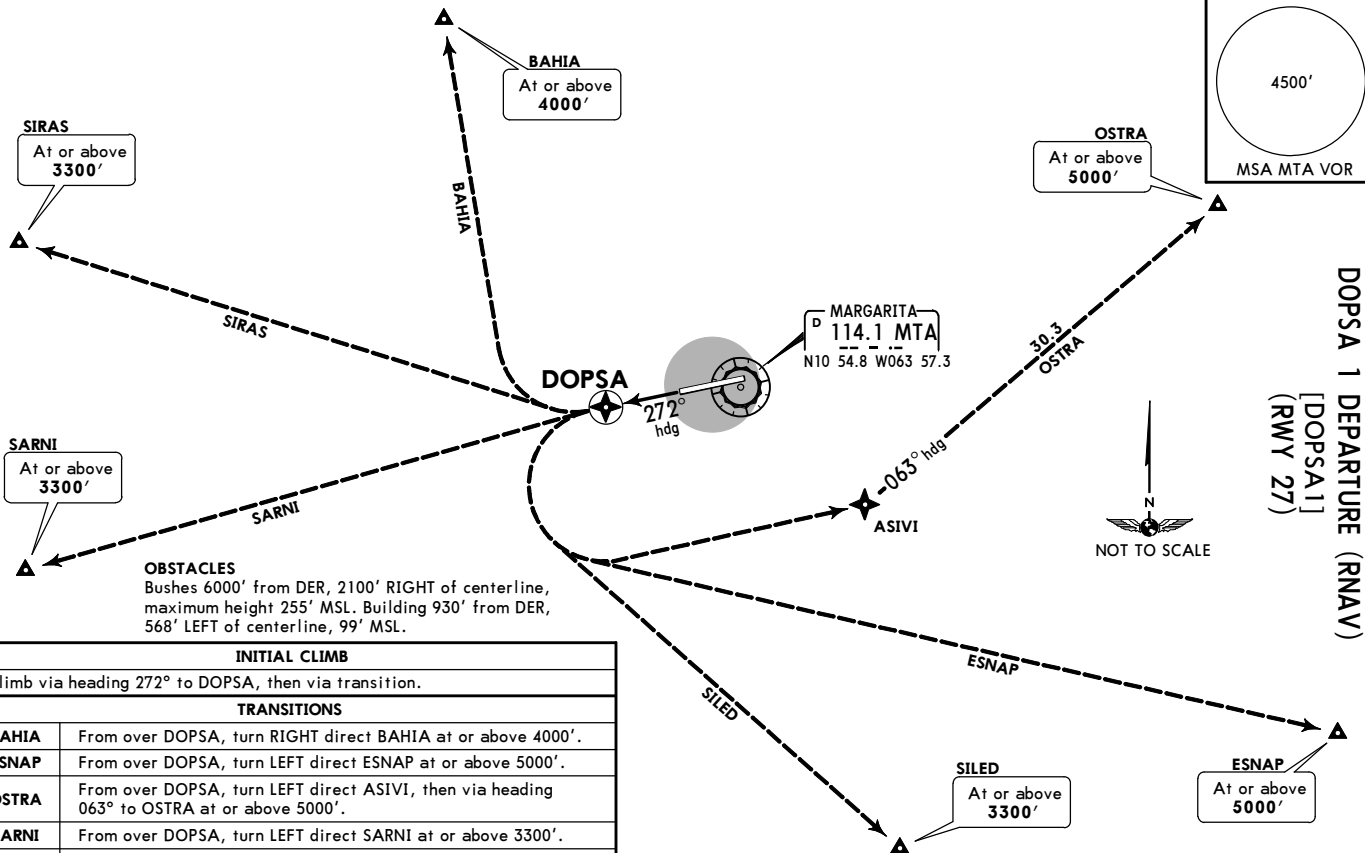 BAHIA
At or above
4000'
SIRAS
At or above
3300'
OSTRA
At or above
5000'
4500'
MSA MTA VOR
BAHIA
SIRAS
MARGARITA
D 114.1 MTA
N10 54.8 W063 57.3
30.3
OSTRA
DOPSA
272°
hdg
DOPSA 1 DEPARTURE (RNAV)
[DOPSA1]
(RWY 27)
SARNI
At or above
3300'
SARNI
063° hdg
ASIVI
N
NOT TO SCALE
OBSTACLES
Bushes 6000' from DER, 2100' RIGHT of centerline,
maximum height 255' MSL. Building 930' from DER,
568' LEFT of centerline, 99' MSL.
ESNAP
SILED
INITIAL CLIMB
limb via heading 272° to DOPSA, then via transition.
TRANSITIONS
AHIA From over DOPSA, turn RIGHT direct BAHIA at or above 4000'.
SNAP From over DOPSA, turn LEFT direct ESNAP at or above 5000'.
OSTRA From over DOPSA, turn LEFT direct ASIVI, then via heading
063° to OSTRA at or above 5000'.
ARNI From over DOPSA, turn LEFT direct SARNI at or above 3300'.
SILED
At or above
3300'
ESNAP
At or above
5000'